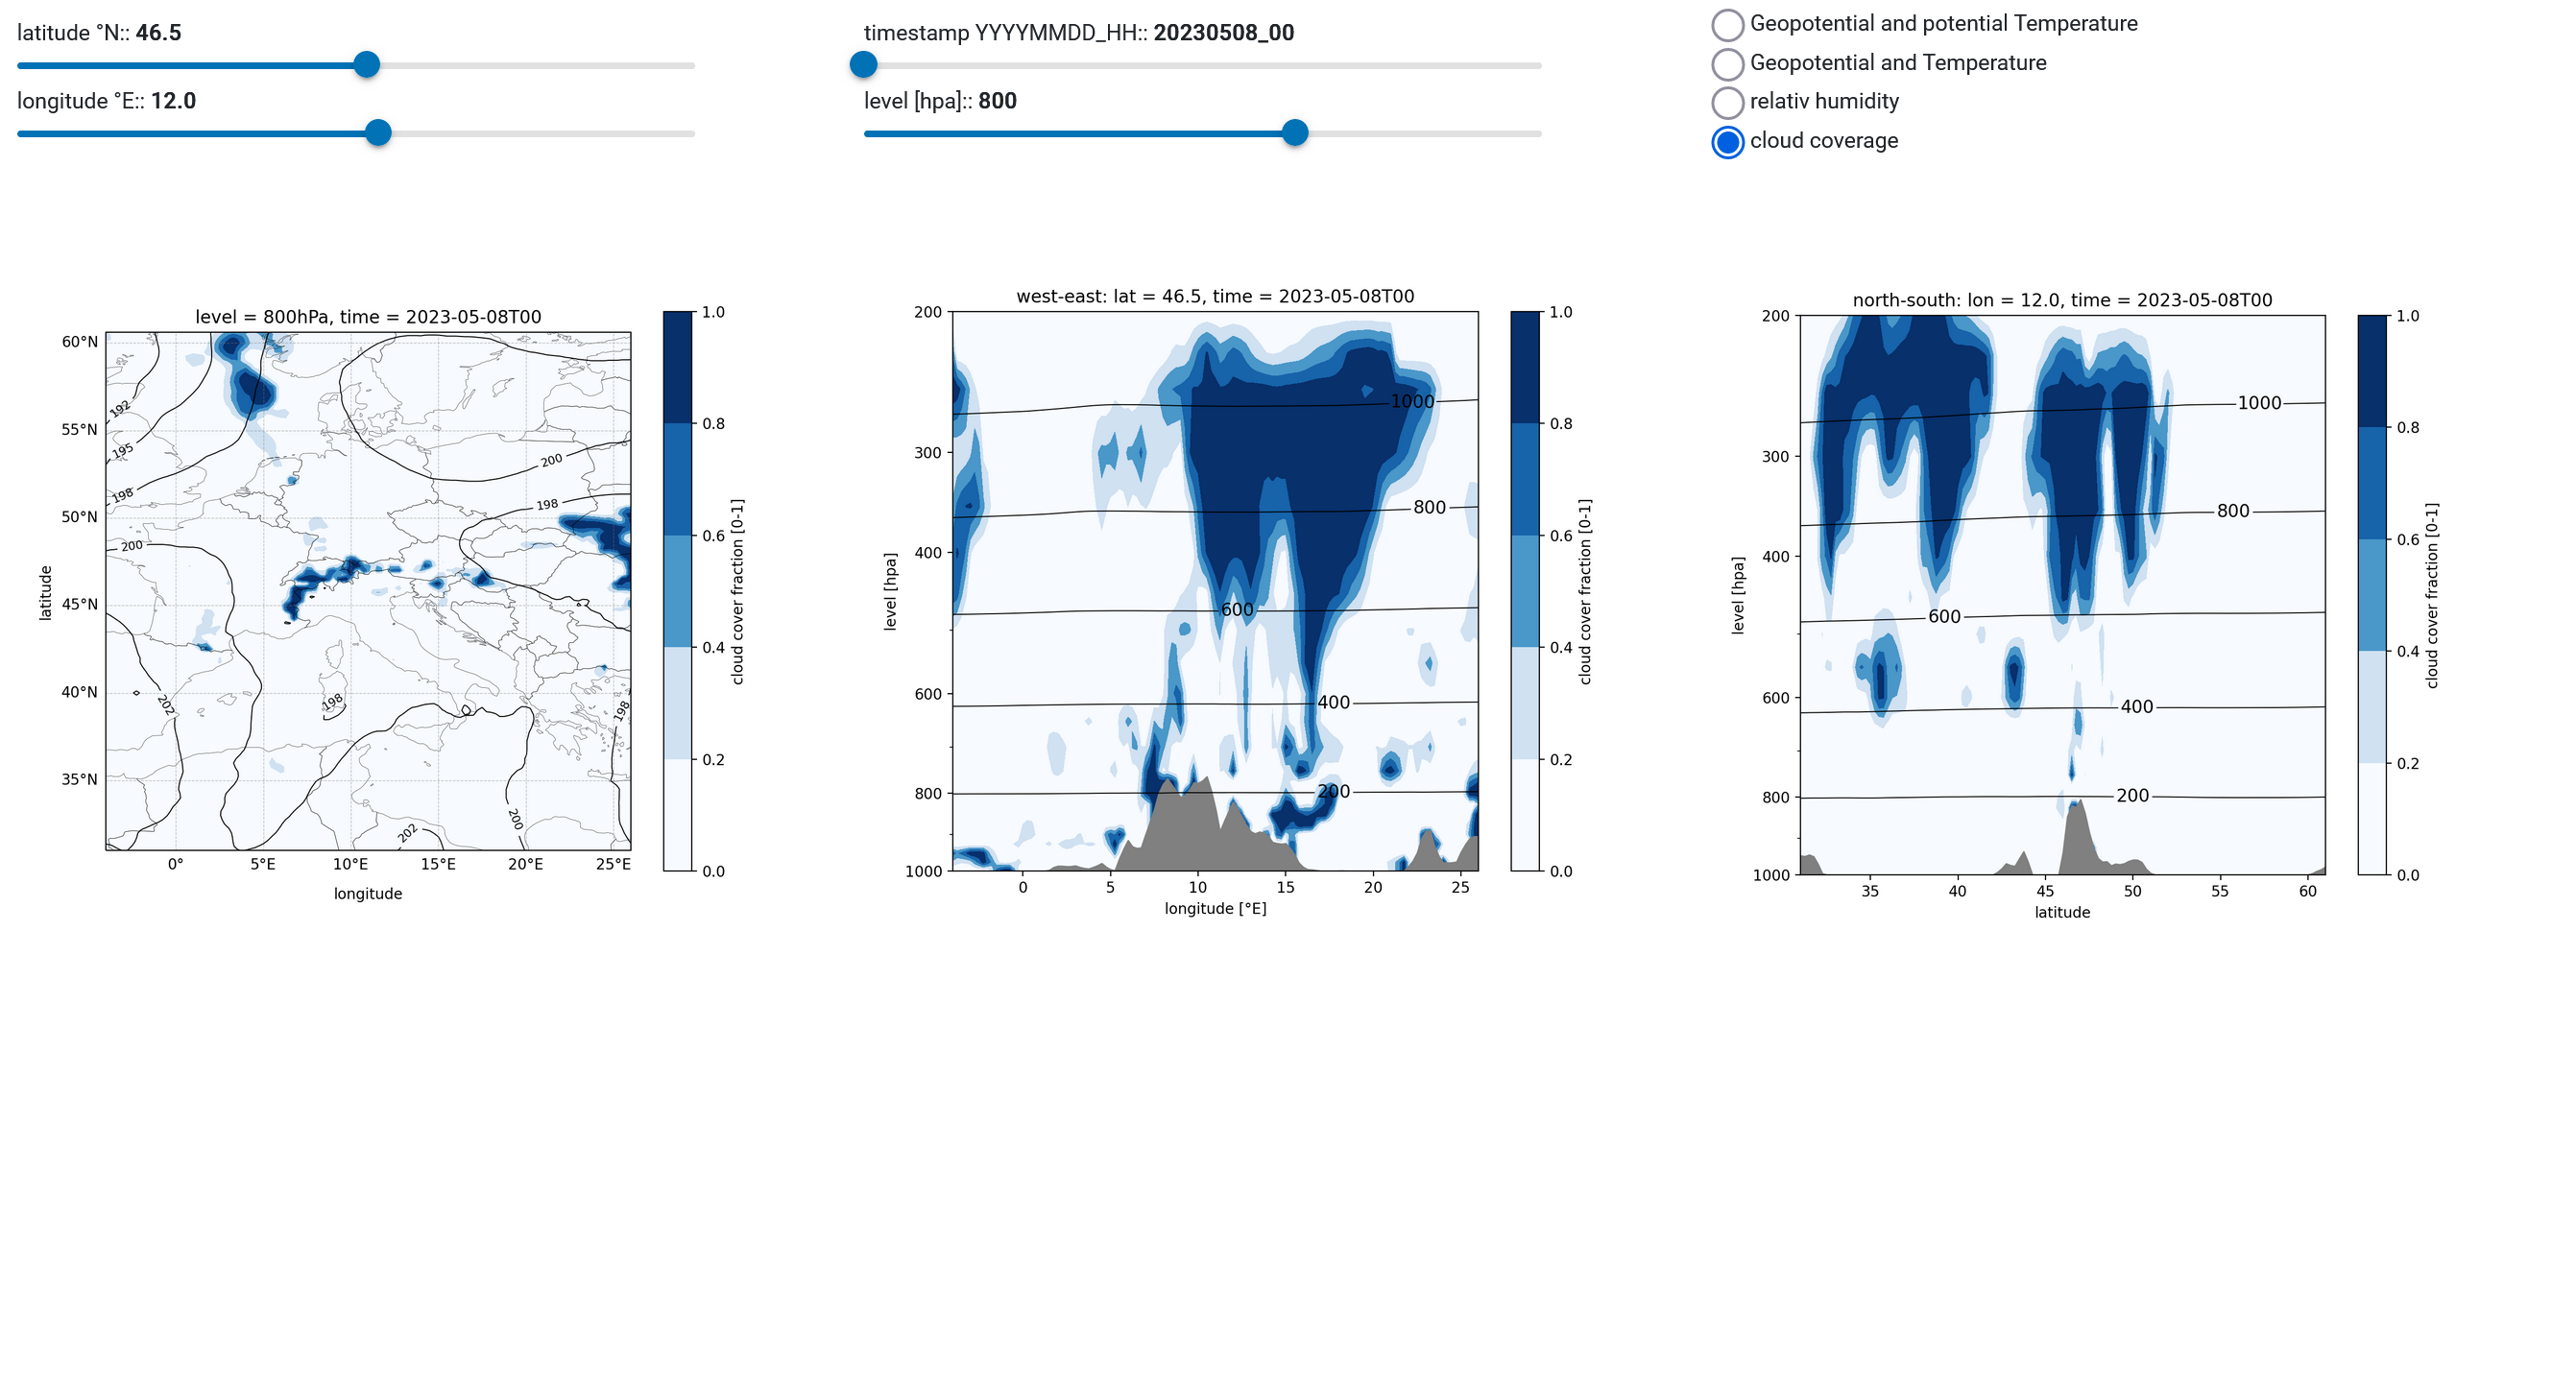 latitude °N:: 46.5
longitude °E:: 12.0
timestamp YYYYMMDD_HH:: 20230508_00
level [hpa]:: 800
Geopotential and potential Temperature
Geopotential and Temperature
relativ humidity
cloud coverage
level = 800hPa, time = 2023-05-08T00
60°N
55°N
50°N
45°N
40°N
35°N
latitude
0°
5°E
10°E
15°E
20°E
25°E
longitude
192
195
198
200
200
198
202
198
198
202
200
1.0
0.8
0.6
0.4
0.2
0.0
cloud cover fraction [0-1]
west-east: lat = 46.5, time = 2023-05-08T00
200
300
400
600
800
1000
level [hpa]
1000
800
600
400
200
0
5
10
15
20
25
longitude [°E]
1.0
0.8
0.6
0.4
0.2
0.0
cloud cover fraction [0-1]
north-south: lon = 12.0, time = 2023-05-08T00
200
300
400
600
800
1000
level [hpa]
1000
800
600
400
200
35
40
45
50
55
60
latitude
1.0
0.8
0.6
0.4
0.2
0.0
cloud cover fraction [0-1]